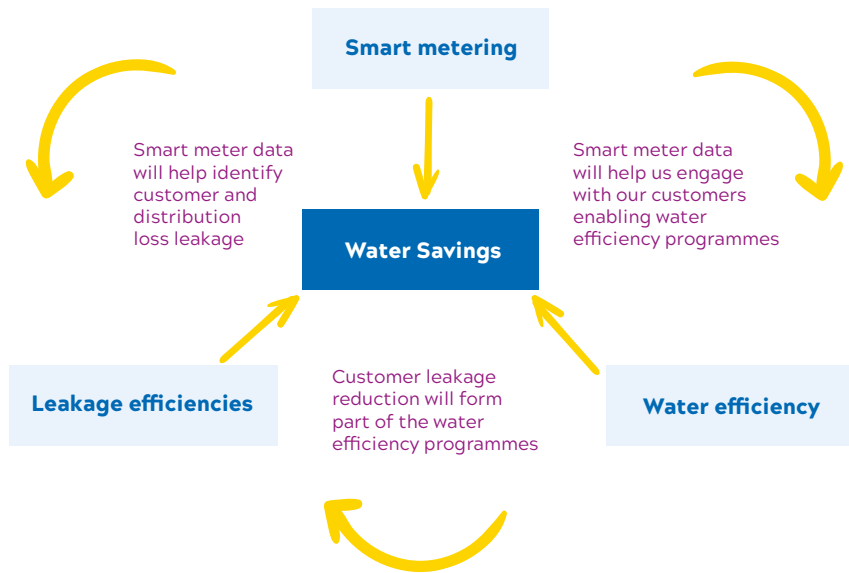 Smart metering
Smart meter data
will help identify
customer and
distribution
loss leakage
Smart meter data
will help us engage
with our customers
enabling water
efficiency programmes
Water Savings
Leakage efficiencies
Customer leakage
reduction will form
part of the water
efficiency programmes
Water efficiency